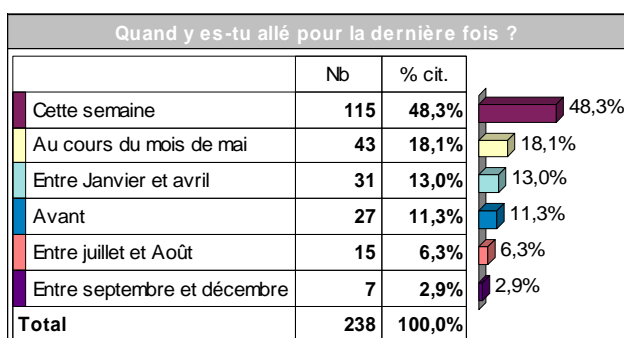 Quand y es-tu allé pour la dernière fois ?
Nb % cit.
Cette semaine 115 48,3% 48,3%
Au cours du mois de mai 43 18,1% 18,1%
Entre Janvier et avril 31 13,0% 13,0%
Avant 27 11,3% 11,3%
Entre juillet et Août 15 6,3% 6,3%
Entre septembre et décembre 7 2,9% 2,9%
Total 238 100,0%